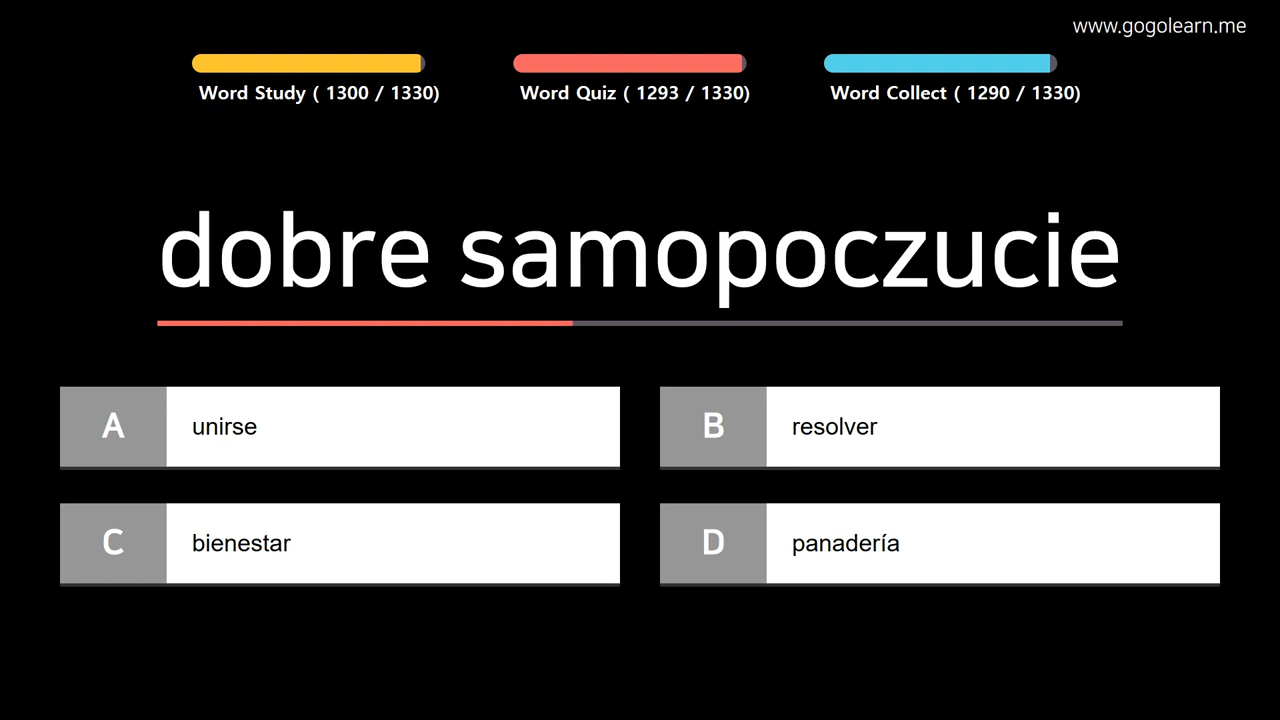 www.gogolearn.me
Word Study ( 1300 / 1330)
Word Quiz ( 1293 / 1330)
Word Collect ( 1290 / 1330)
dobre samopoczucie
A unirse
B resolver
C bienestar
D panadería